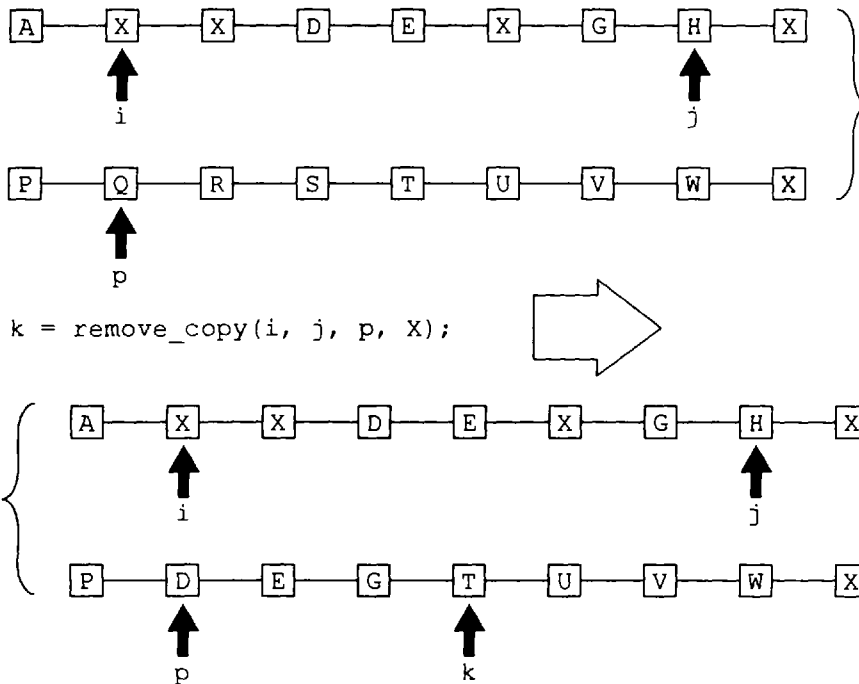 A X X D E X G H X
i j
P Q R S T U V W X
p
k = remove_copy(i, j, p, X);
A X X D E X G H X
i j
P D E G T U V W X
p k